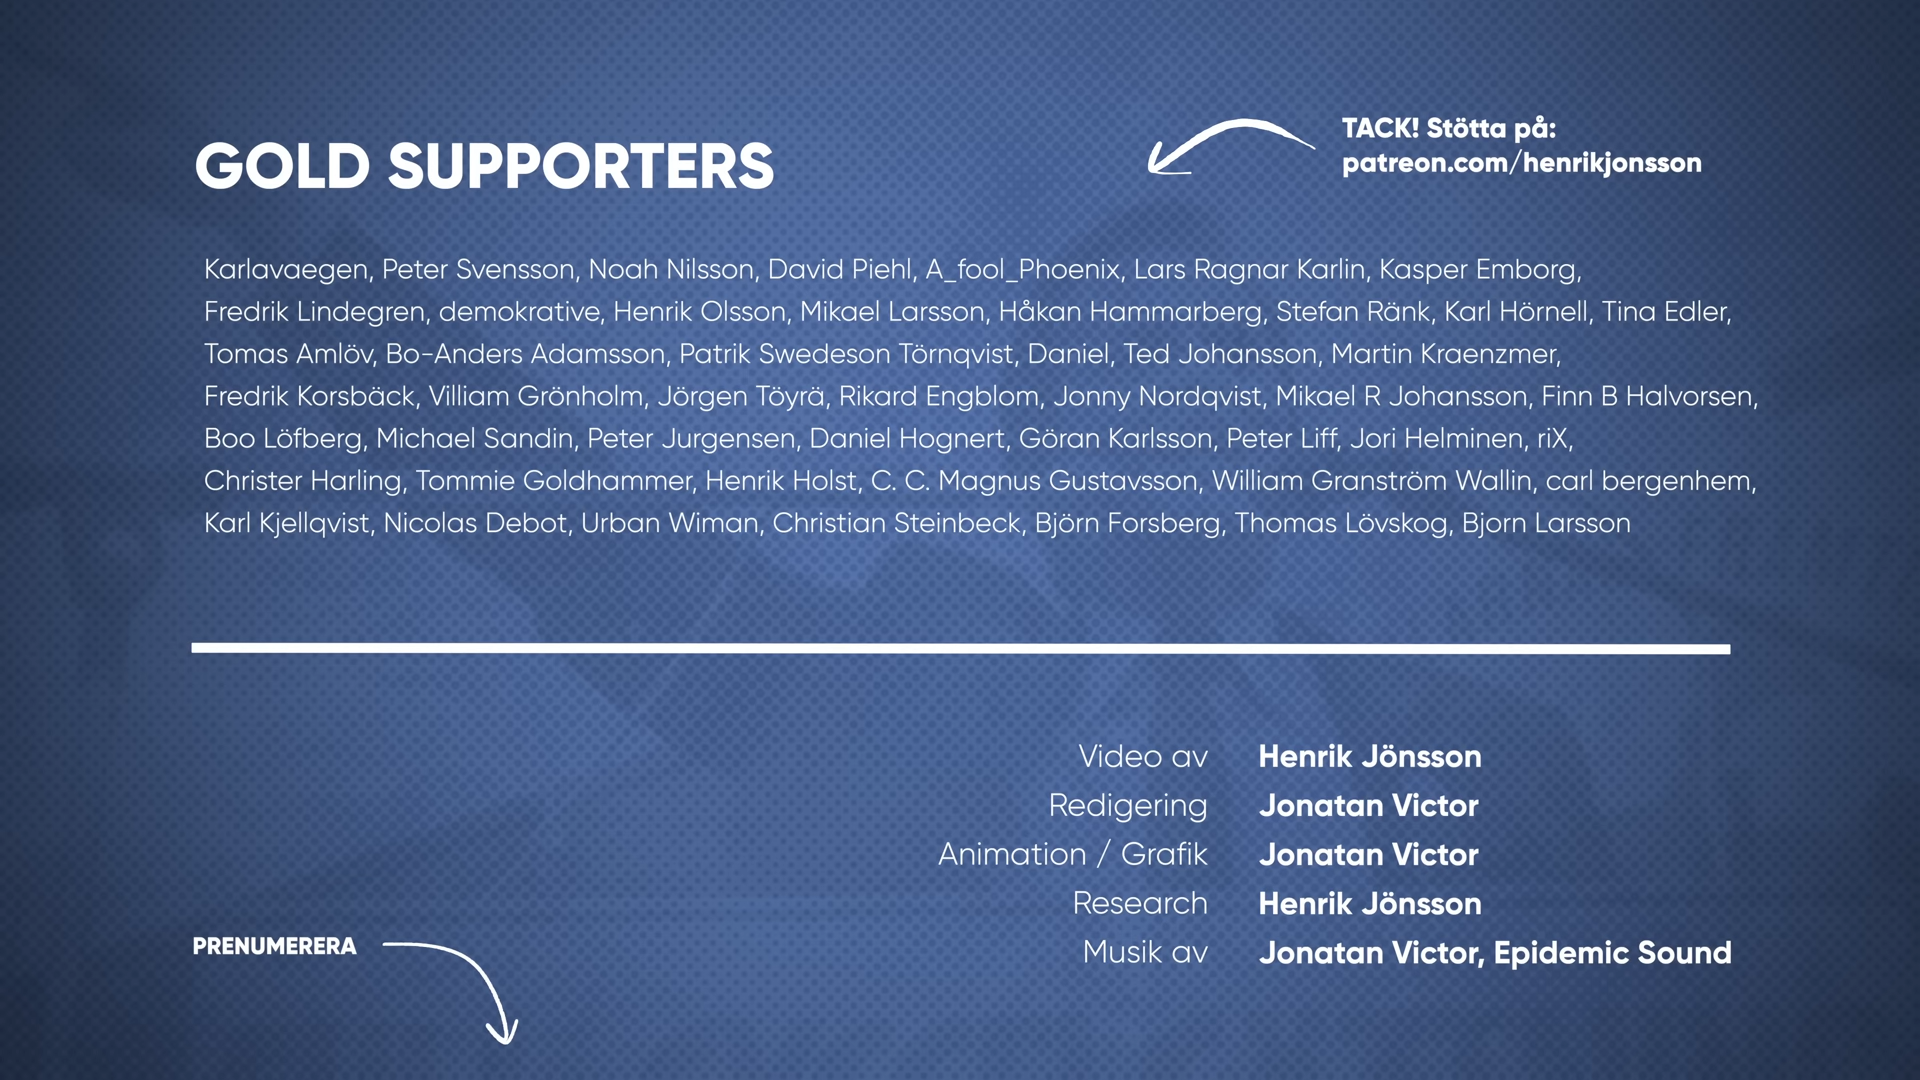 GOLD SUPPORTERS
TACK! Stötta på:
patreon.com/henrikjonsson
Karlavaegen, Peter Svensson, Noah Nilsson, David Piehl, A_fool_Phoenix, Lars Ragnar Karlin, Kasper Emborg,
Fredrik Lindegren, demokrative, Henrik Olsson, Mikael Larsson, Håkan Hammarberg, Stefan Ränk, Karl Hörnell, Tina Edler,
Tomas Amlöv, Bo-Anders Adamsson, Patrik Swedeson Törnqvist, Daniel, Ted Johansson, Martin Kraenzmer,
Fredrik Korsbäck, Villiam Grönholm, Jörgen Töyrä, Rikard Engblom, Jonny Nordqvist, Mikael R Johansson, Finn B Halvorsen,
Boo Löfberg, Michael Sandin, Peter Jurgensen, Daniel Hognert, Göran Karlsson, Peter Liff, Jori Helminen, riX,
Christer Harling, Tommie Goldhammer, Henrik Holst, C. C. Magnus Gustavsson, William Granström Wallin, carl bergenhem,
Karl Kjellqvist, Nicolas Debot, Urban Wiman, Christian Steinbeck, Björn Forsberg, Thomas Lövskog, Bjorn Larsson
Video av Henrik Jönsson
Redigering Jonatan Victor
Animation / Grafik Jonatan Victor
Research Henrik Jönsson
Musik av Jonatan Victor, Epidemic Sound
PRENUMERERA